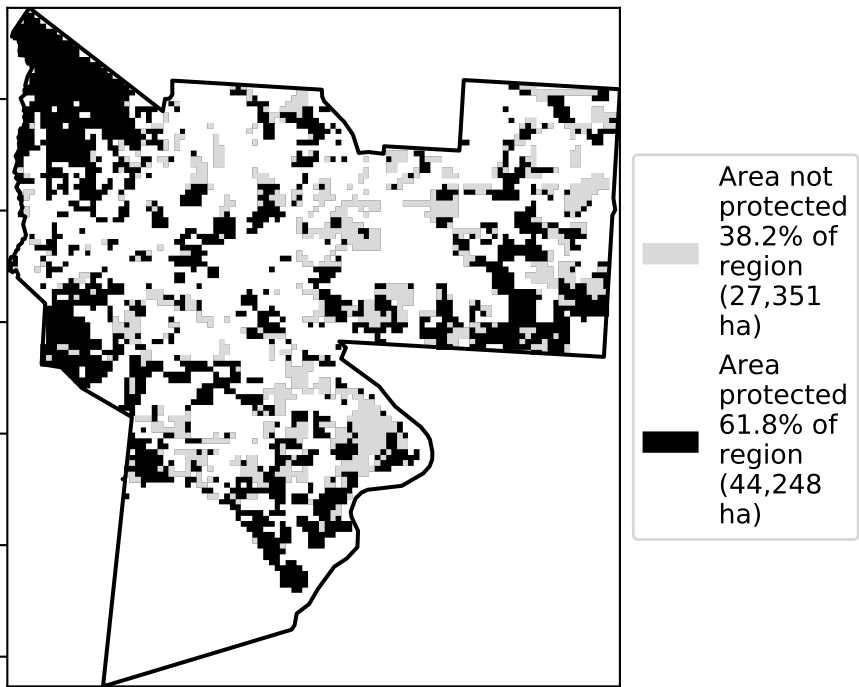 Area not
protected
38.2% of
region
(27,351
ha)
Area
protected
61.8% of
region
(44,248
ha)